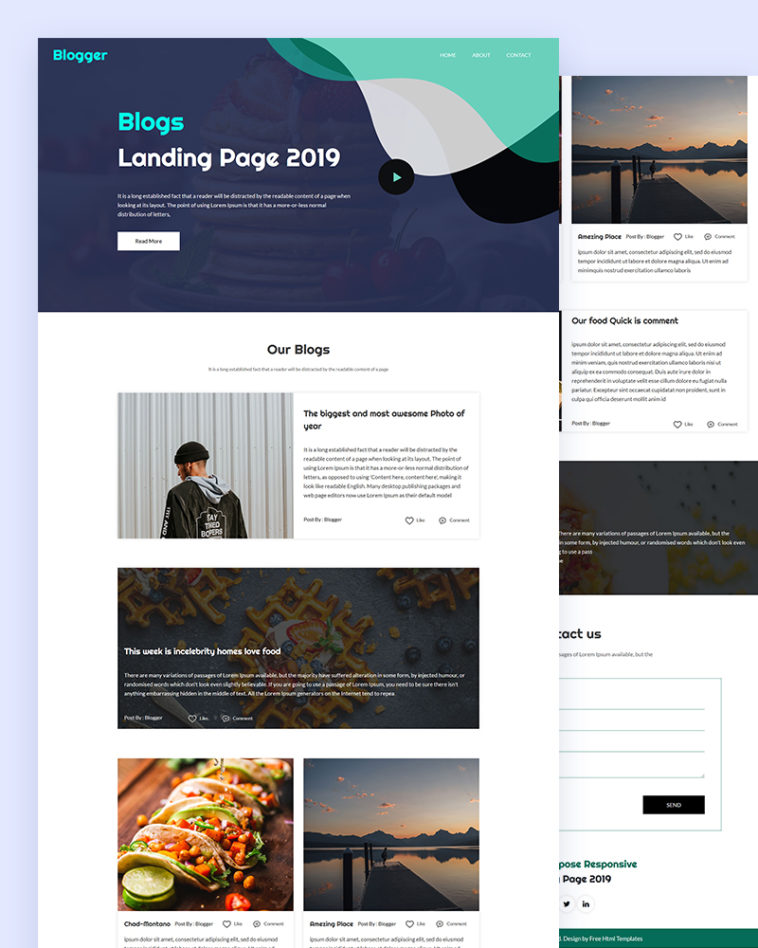 Blogger
HOME ABOUT CONTACT
Blogs
Landing Page 2019
It is a long established fact that a reader will be distracted by the readable content of a page when
looking at its layout. The point of using Lorem Ipsum is that it has a more-or-less normal
distribution of letters,
Read More
Our Blogs
It is a long established fact that a reader will be distracted by the readable content of a page
The biggest and most awesome Photo of
year
It is a long established fact that a reader will be distracted by the
readable content of a page when looking at its layout. The point of
using Lorem Ipsum is that it has a more-or-less normal distribution of
letters, as opposed to using 'Content here, content here', making it
look like readable English. Many desktop publishing packages and
web page editors now use Lorem Ipsum as their default model
Post By : Blogger Like Comment
STAY
TIRED
This week is incelebrity homes love food
There are many variations of passages of Lorem Ipsum available, but the majority have suffered alteration in some form, by injected humour, or
randomised words which don't look even slightly believable. If you are going to use a passage of Lorem Ipsum, you need to be sure there isn't
anything embarrassing hidden in the middle of text. All the Lorem Ipsum generators on the Internet tend to repea.
Post By : Blogger Like Comment
Chad-Montano Post By : Blogger Like Comment
ipsum dolor sit amet, consectetur adipiscing elit, sed do eiusmod
Amezing Place Post By : Blogger Like Comment
ipsum dolor sit amet, consectetur adipiscing elit, sed do eiusmod
Amezing Place Post By : Blogger Like Comment
ipsum dolor sit amet, consectetur adipiscing elit, sed do eiusmod
tempor incididunt ut labore et dolore magna aliqua. Ut enim ad
minimquis nostrud exercitation ullamco laboris
Our food Quick is comment
ipsum dolor sit amet, consectetur adipiscing elit, sed do eiusmod
tempor incididunt ut labore et dolore magna aliqua. Ut enim ad
minim veniam, quis nostrud exercitation ullamco laboris nisi ut
aliquip ex ea commodo consequat. Duis aute irure dolor in
reprehenderit in voluptate velit esse cillum dolore eu fugiat nulla
pariatur. Excepteur sint occaecat cupidatat non proident, sunt in
culpa qui officia deserunt mollit anim id
Post By : Blogger Like Comment
There are many variations of passages of Lorem Ipsum available, but the
in some form, by injected humour, or randomised words which don't look even
g to use a pass
tact us
ssages of Lorem Ipsum available, but the
SEND
pose Responsive
Page 2019
Design by Free Html Templates